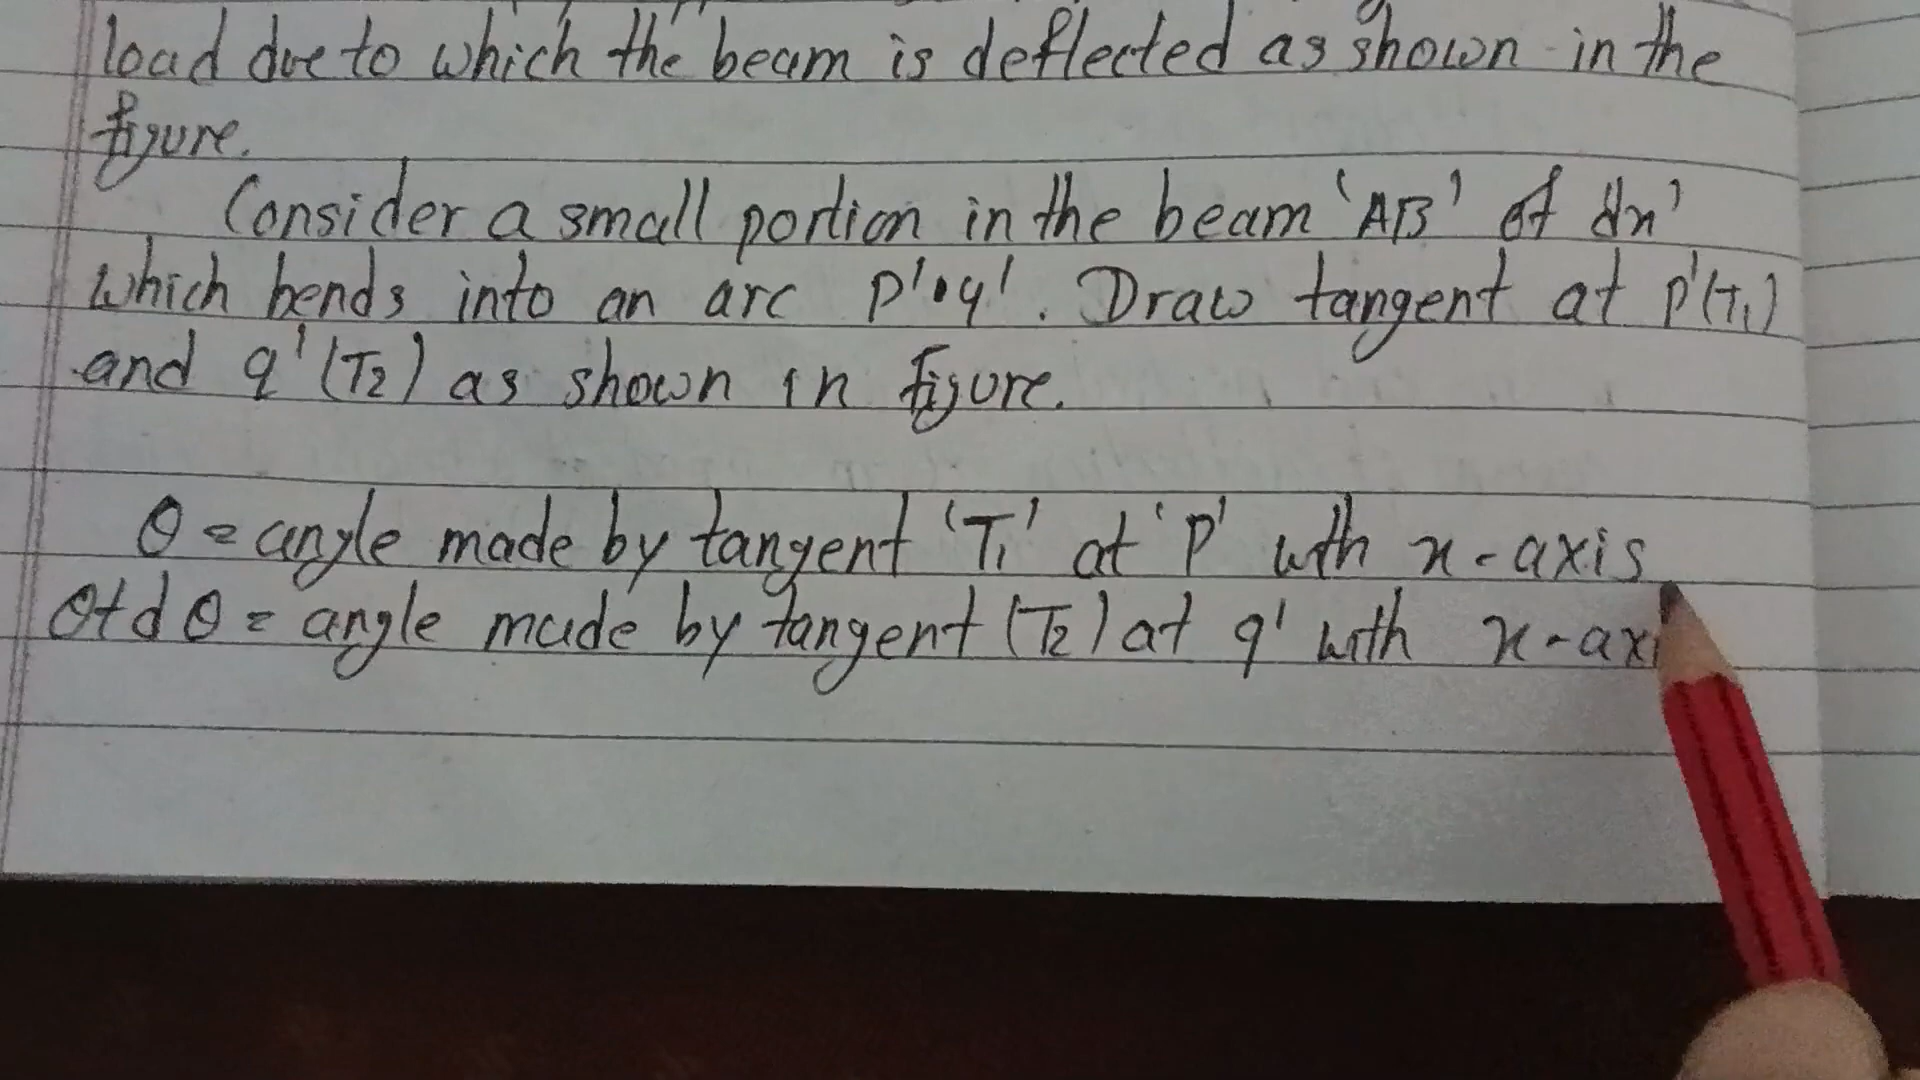 load due to which the beam is deflected as shown in the
figure.
Consider a small portion in the beam 'AB' of dx'
which bends into an arc p'q'. Draw tangent at p'(T1)
and q'(T2) as shown in figure.
θ = angle made by tangent 'T1' at 'P' wth x-axis
θ+dθ = angle made by tangent (T2) at q' with x-axi